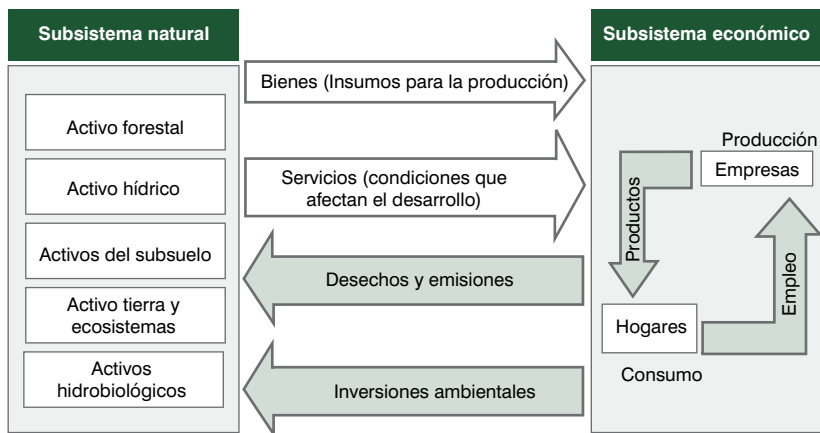 Subsistema natural
Activo forestal
Activo hídrico
Activos del subsuelo
Activo tierra y
ecosistemas
Activos
hidrobiológicos
Bienes (Insumos para la producción)
Servicios (condiciones que
afectan el desarrollo)
Desechos y emisiones
Inversiones ambientales
Subsistema económico
Producción
Empresas
Productos
Empleo
Hogares
Consumo